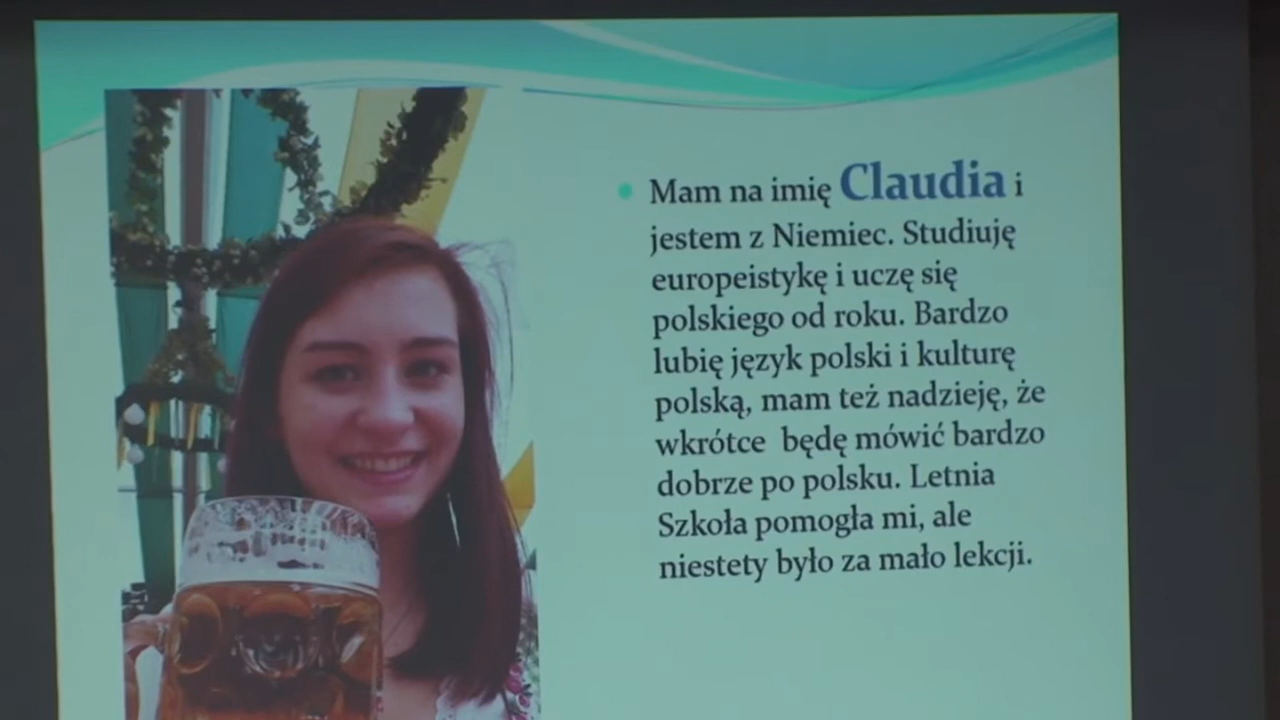 Mam na imię Claudia i
jestem z Niemiec. Studiuję
europeistykę i uczę się
polskiego od roku. Bardzo
lubię język polski i kulturę
polską, mam też nadzieję, że
wkrótce będę mówić bardzo
dobrze po polsku. Letnia
Szkoła pomogła mi, ale
niestety było za mało lekcji.